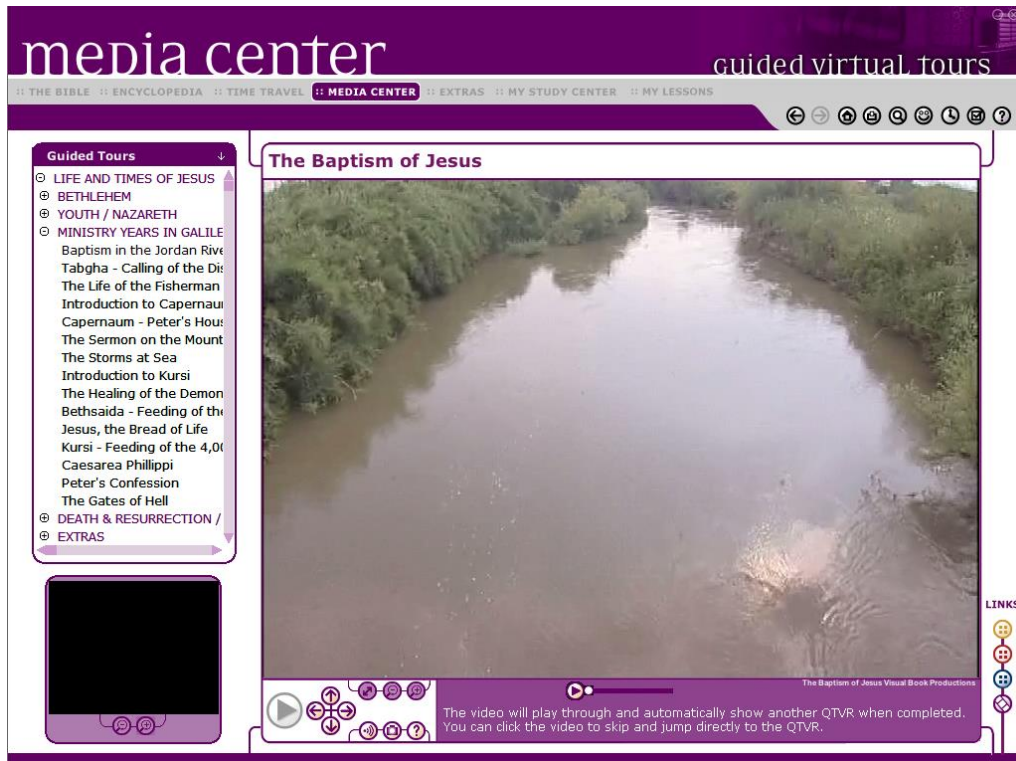 media center
guided virtual tours
:: THE BIBLE :: ENCYCLOPEDIA :: TIME TRAVEL :: MEDIA CENTER :: EXTRAS :: MY STUDY CENTER :: MY LESSONS
Guided Tours
LIFE AND TIMES OF JESUS
BETHLEHEM
YOUTH / NAZARETH
MINISTRY YEARS IN GALILE
Baptism in the Jordan Rive
Tabgha - Calling of the Dis
The Life of the Fisherman
Introduction to Capernaum
Capernaum - Peter's Hous
The Sermon on the Mount
The Storms at Sea
Introduction to Kursi
The Healing of the Demon
Bethsaida - Feeding of the
Jesus, the Bread of Life
Kursi - Feeding of the 4,00
Caesarea Phillippi
Peter's Confession
The Gates of Hell
DEATH & RESURRECTION /
EXTRAS
The Baptism of Jesus
The Baptism of Jesus Visual Book Productions
The video will play through and automatically show another QTVR when completed.
You can click the video to skip and jump directly to the QTVR.
LINKS